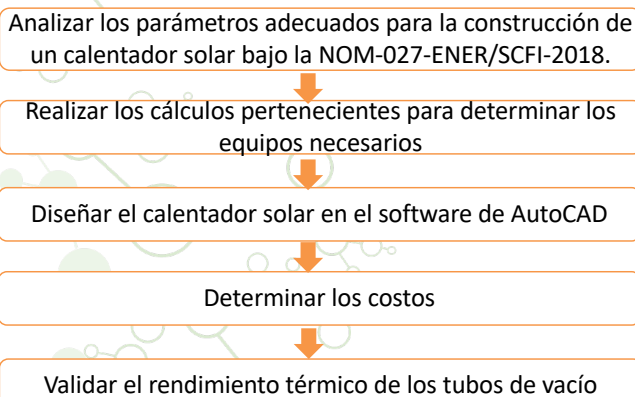 Analizar los parámetros adecuados para la construcción de
un calentador solar bajo la NOM-027-ENER/SCFI-2018.
Realizar los cálculos pertenecientes para determinar los
equipos necesarios
Diseñar el calentador solar en el software de AutoCAD
Determinar los costos
Validar el rendimiento térmico de los tubos de vacío